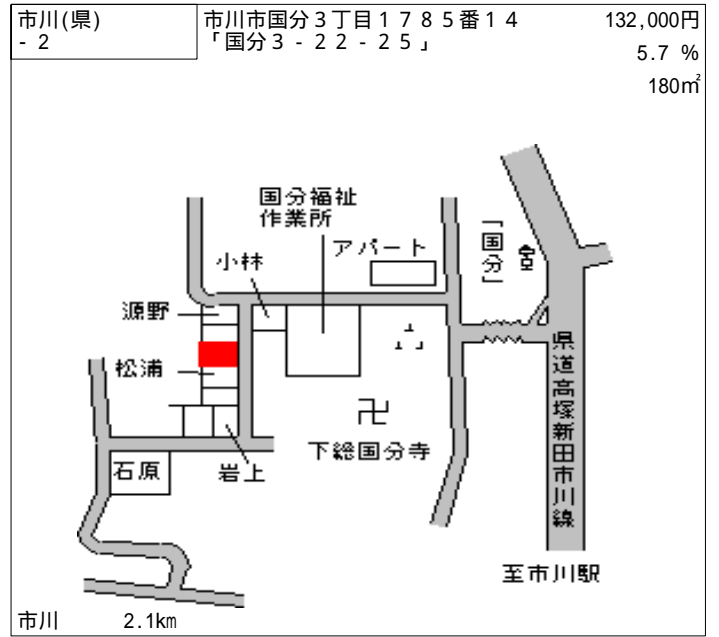 市川(県)
- 2
市川市国分３丁目１７８５番１４
「国分３‐２２‐２５」
132,000円
5.7 %
180㎡
国分福祉
作業所
アパート
「国分」
小林
源野
松浦
卍
下総国分寺
石原
岩上
県道高塚新田市川線
至市川駅
市川 2.1km